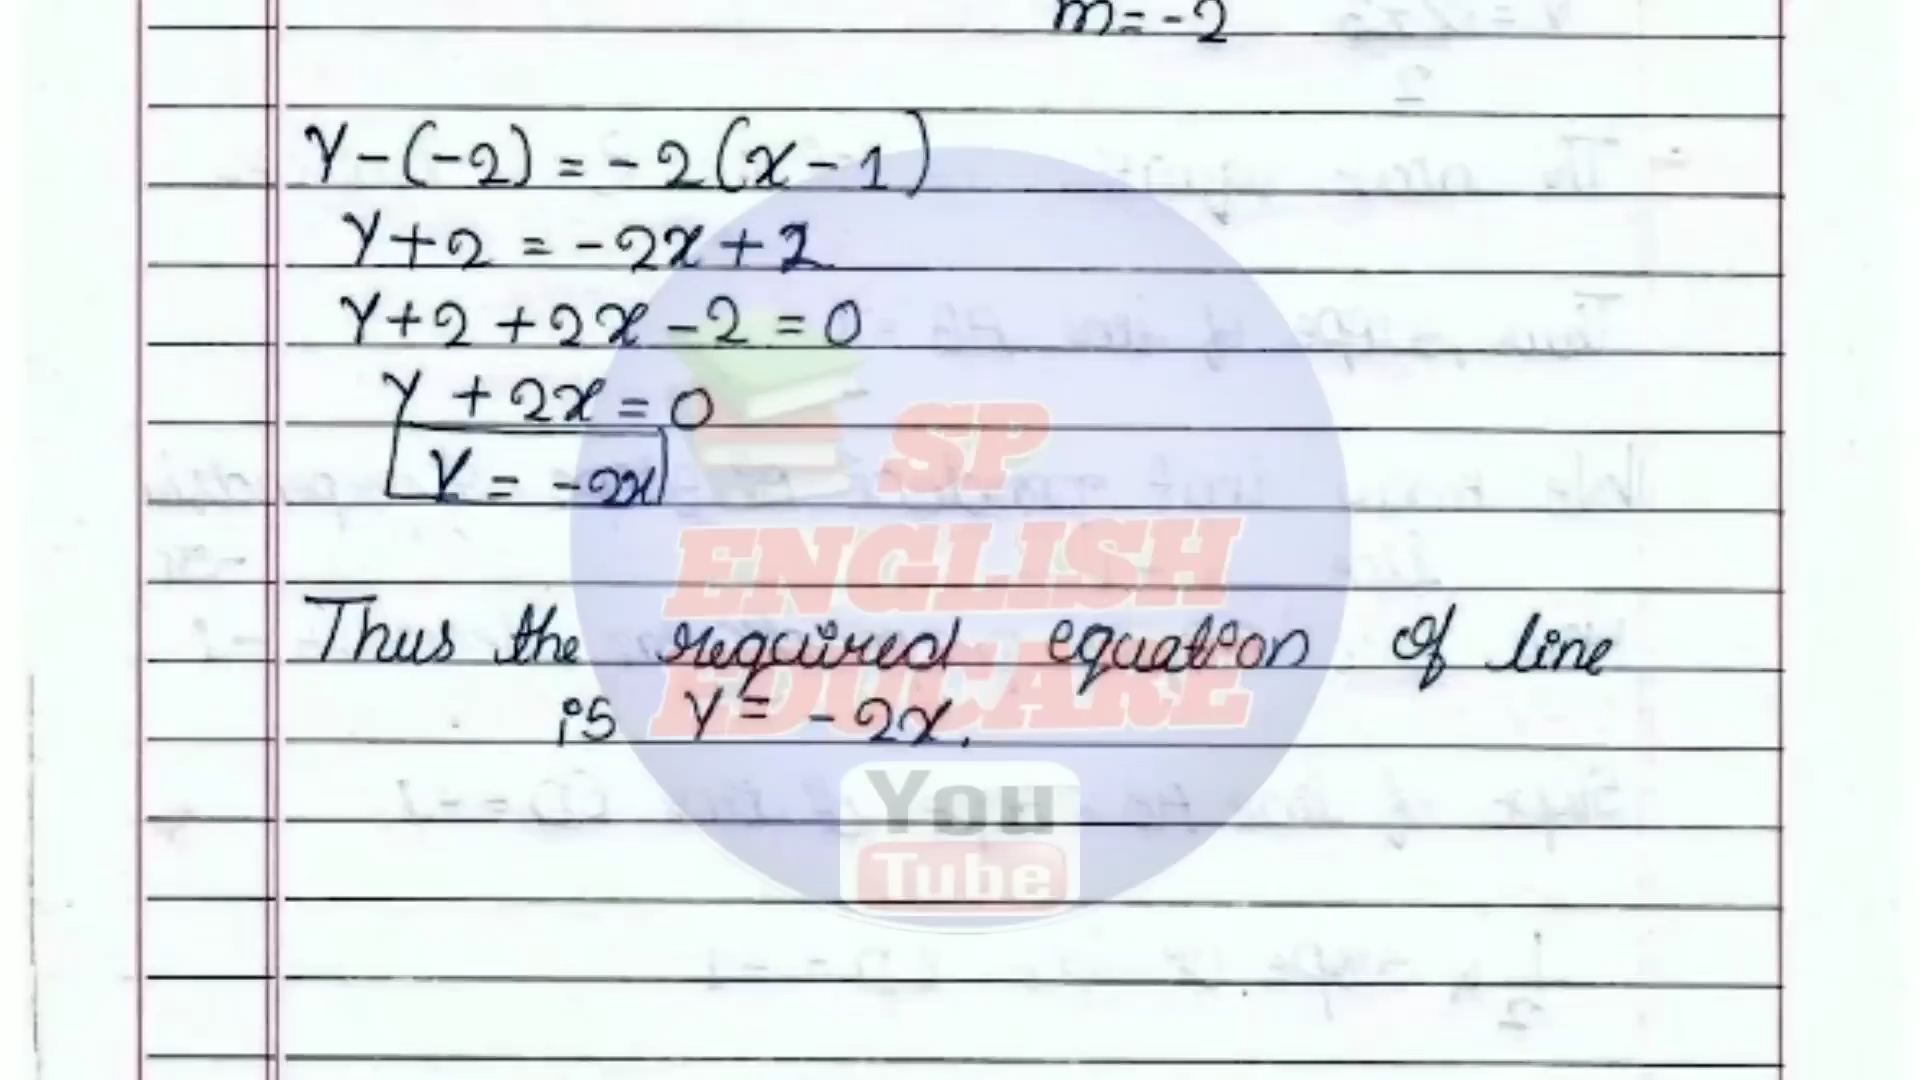 m = -2
y-(-2) = -2(x-1)
y+2 = -2x+2
y+2+2x-2 = 0
y+2x = 0
y = -2x
Thus the required equation of line
is y = -2x.
SP
ENGLISH
EDUCARE
You
Tube